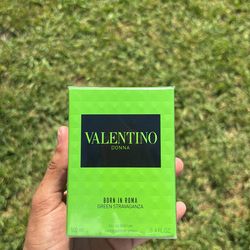 VALENTINO
DONNA
BORN IN ROMA
GREEN STRAVAGANZA